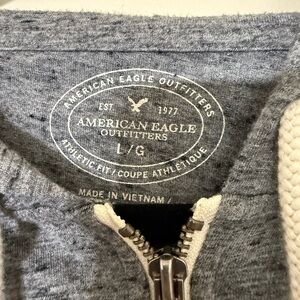 AMERICAN EAGLE OUTFITTERS
EST. 1977
AMERICAN EAGLE
OUTFITTERS
L/G
ATHLETIC FIT/COUPE ATHLÉTIQUE
MADE IN VIETNAM /